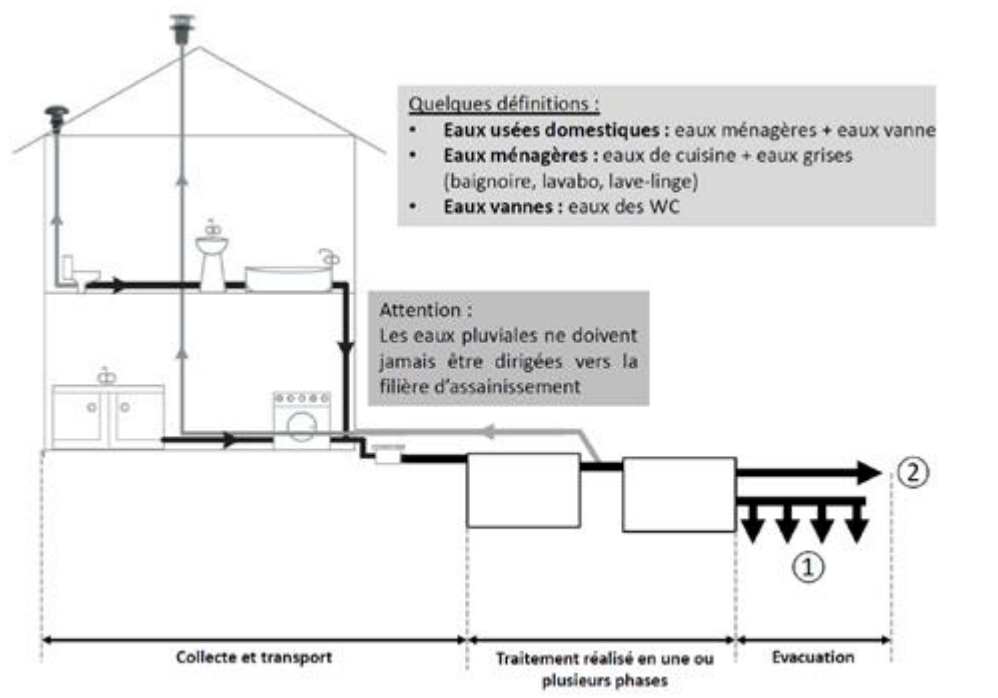 Quelques définitions :
• Eaux usées domestiques : eaux ménagères + eaux vanne
• Eaux ménagères : eaux de cuisine + eaux grises
(baignoire, lavabo, lave-linge)
• Eaux vannes : eaux des WC
Attention :
Les eaux pluviales ne doivent
jamais être dirigées vers la
filière d'assainissement
2
1
Collecte et transport
Traitement réalisé en une ou
plusieurs phases
Evacuation